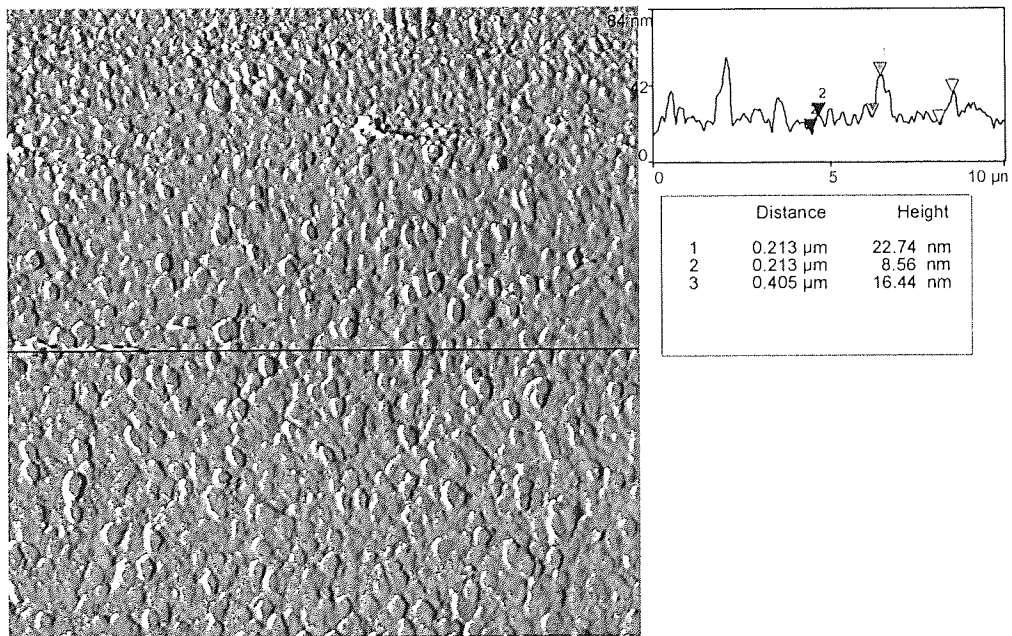 84 nm
42
2
0
0 5 10 µm
Distance Height
1 0.213 µm 22.74 nm
2 0.213 µm 8.56 nm
3 0.405 µm 16.44 nm